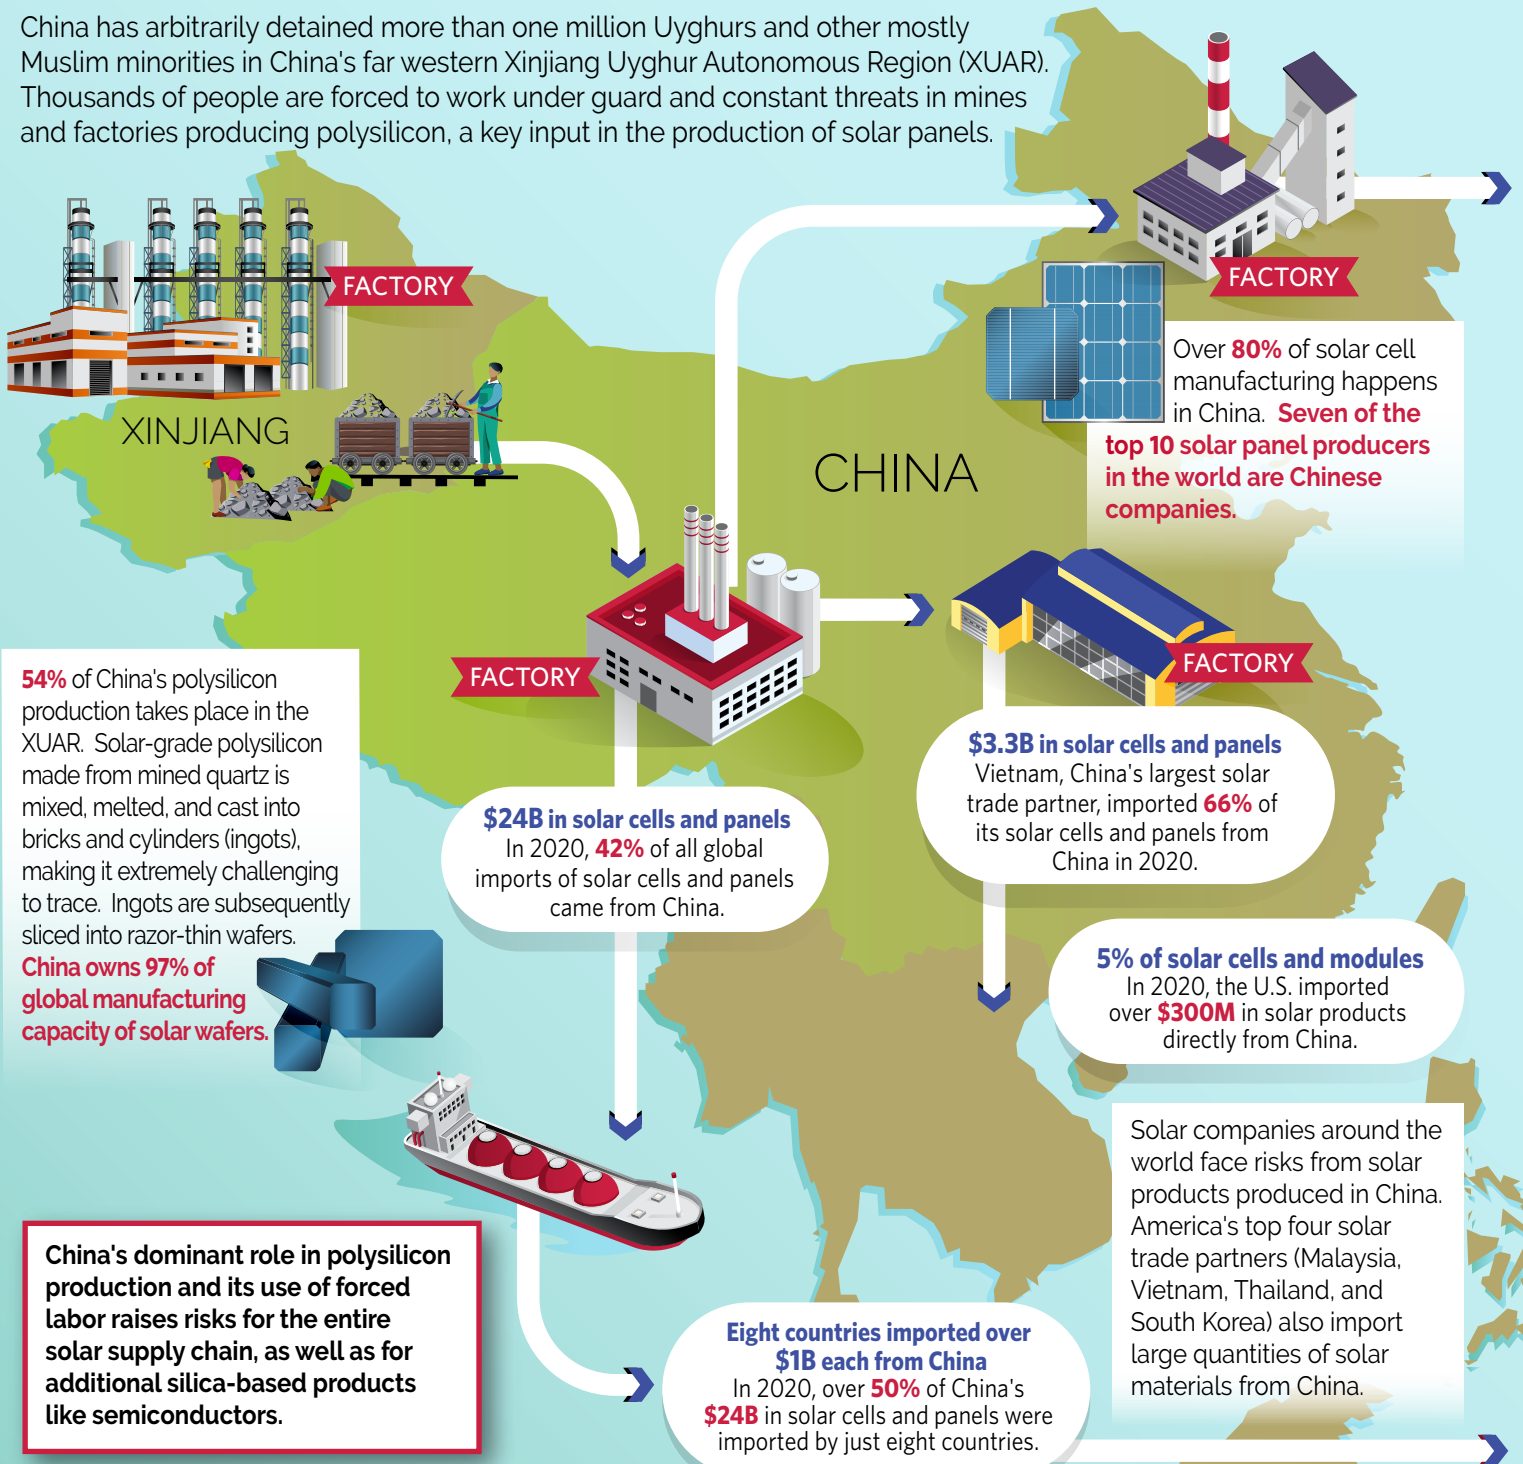 China has arbitrarily detained more than one million Uyghurs and other mostly
Muslim minorities in China's far western Xinjiang Uyghur Autonomous Region (XUAR).
Thousands of people are forced to work under guard and constant threats in mines
and factories producing polysilicon, a key input in the production of solar panels.
FACTORY
XINJIANG
FACTORY
Over 80% of solar cell
manufacturing happens
in China. Seven of the
top 10 solar panel producers
in the world are Chinese
companies.
CHINA
FACTORY
FACTORY
54% of China's polysilicon
production takes place in the
XUAR. Solar-grade polysilicon
made from mined quartz is
mixed, melted, and cast into
bricks and cylinders (ingots),
making it extremely challenging
to trace. Ingots are subsequently
sliced into razor-thin wafers.
China owns 97% of
global manufacturing
capacity of solar wafers.
$24B in solar cells and panels
In 2020, 42% of all global
imports of solar cells and panels
came from China.
$3.3B in solar cells and panels
Vietnam, China's largest solar
trade partner, imported 66% of
its solar cells and panels from
China in 2020.
5% of solar cells and modules
In 2020, the U.S. imported
over $300M in solar products
directly from China.
Solar companies around the
world face risks from solar
products produced in China.
America's top four solar
trade partners (Malaysia,
Vietnam, Thailand, and
South Korea) also import
large quantities of solar
materials from China.
China's dominant role in polysilicon
production and its use of forced
labor raises risks for the entire
solar supply chain, as well as for
additional silica-based products
like semiconductors.
Eight countries imported over
$1B each from China
In 2020, over 50% of China's
$24B in solar cells and panels were
imported by just eight countries.